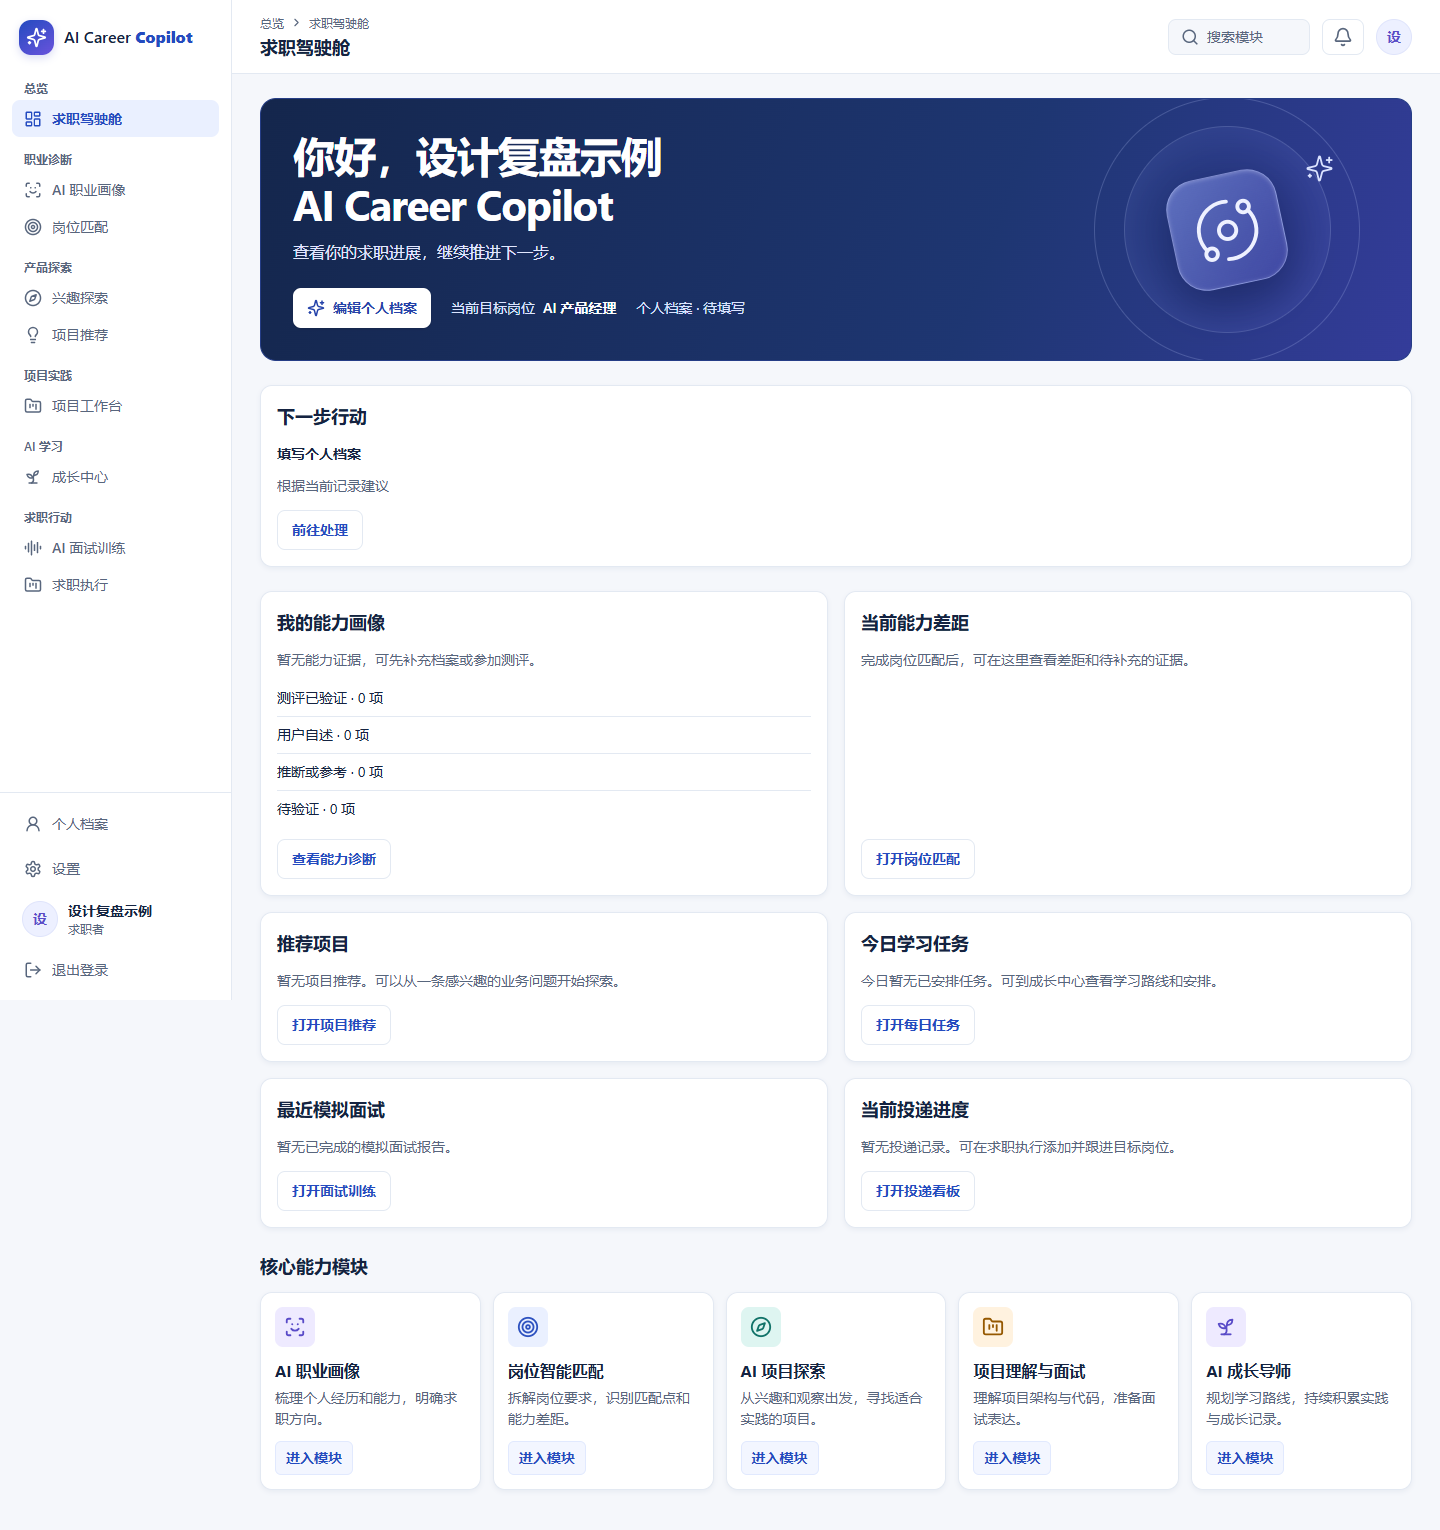 AI Career Copilot
总览
求职驾驶舱
职业诊断
AI 职业画像
岗位匹配
产品探索
兴趣探索
项目推荐
项目实践
项目工作台
AI 学习
成长中心
求职行动
AI 面试训练
求职执行
个人档案
设置
设
设计复盘示例
求职者
退出登录
总览 > 求职驾驶舱
求职驾驶舱
搜索模块
设
你好，设计复盘示例
AI Career Copilot
查看你的求职进展，继续推进下一步。
编辑个人档案 当前目标岗位 AI 产品经理 个人档案 · 待填写
下一步行动
填写个人档案
根据当前记录建议
前往处理
我的能力画像
暂无能力证据，可先补充档案或参加测评。
测评已验证 · 0 项
用户自述 · 0 项
推断或参考 · 0 项
待验证 · 0 项
查看能力诊断
当前能力差距
完成岗位匹配后，可在这里查看差距和待补充的证据。
打开岗位匹配
推荐项目
暂无项目推荐。可以从一条感兴趣的业务问题开始探索。
打开项目推荐
今日学习任务
今日暂无已安排任务。可到成长中心查看学习路线和安排。
打开每日任务
最近模拟面试
暂无已完成的模拟面试报告。
打开面试训练
当前投递进度
暂无投递记录。可在求职执行添加并跟进目标岗位。
打开投递看板
核心能力模块
AI 职业画像
梳理个人经历和能力，明确求
职方向。
进入模块
岗位智能匹配
拆解岗位要求，识别匹配点和
能力差距。
进入模块
AI 项目探索
从兴趣和观察出发，寻找适合
实践的项目。
进入模块
项目理解与面试
理解项目架构与代码，准备面
试表达。
进入模块
AI 成长导师
规划学习路线，持续积累实践
与成长记录。
进入模块